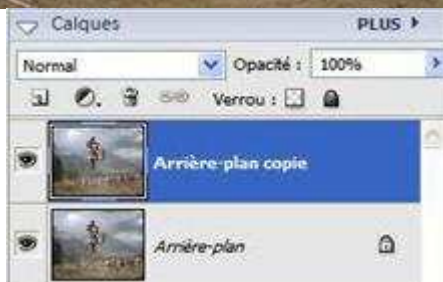 Calques PLUS
Normal Opacité : 100%
Verrou :
Arrière-plan copie
Arrière-plan